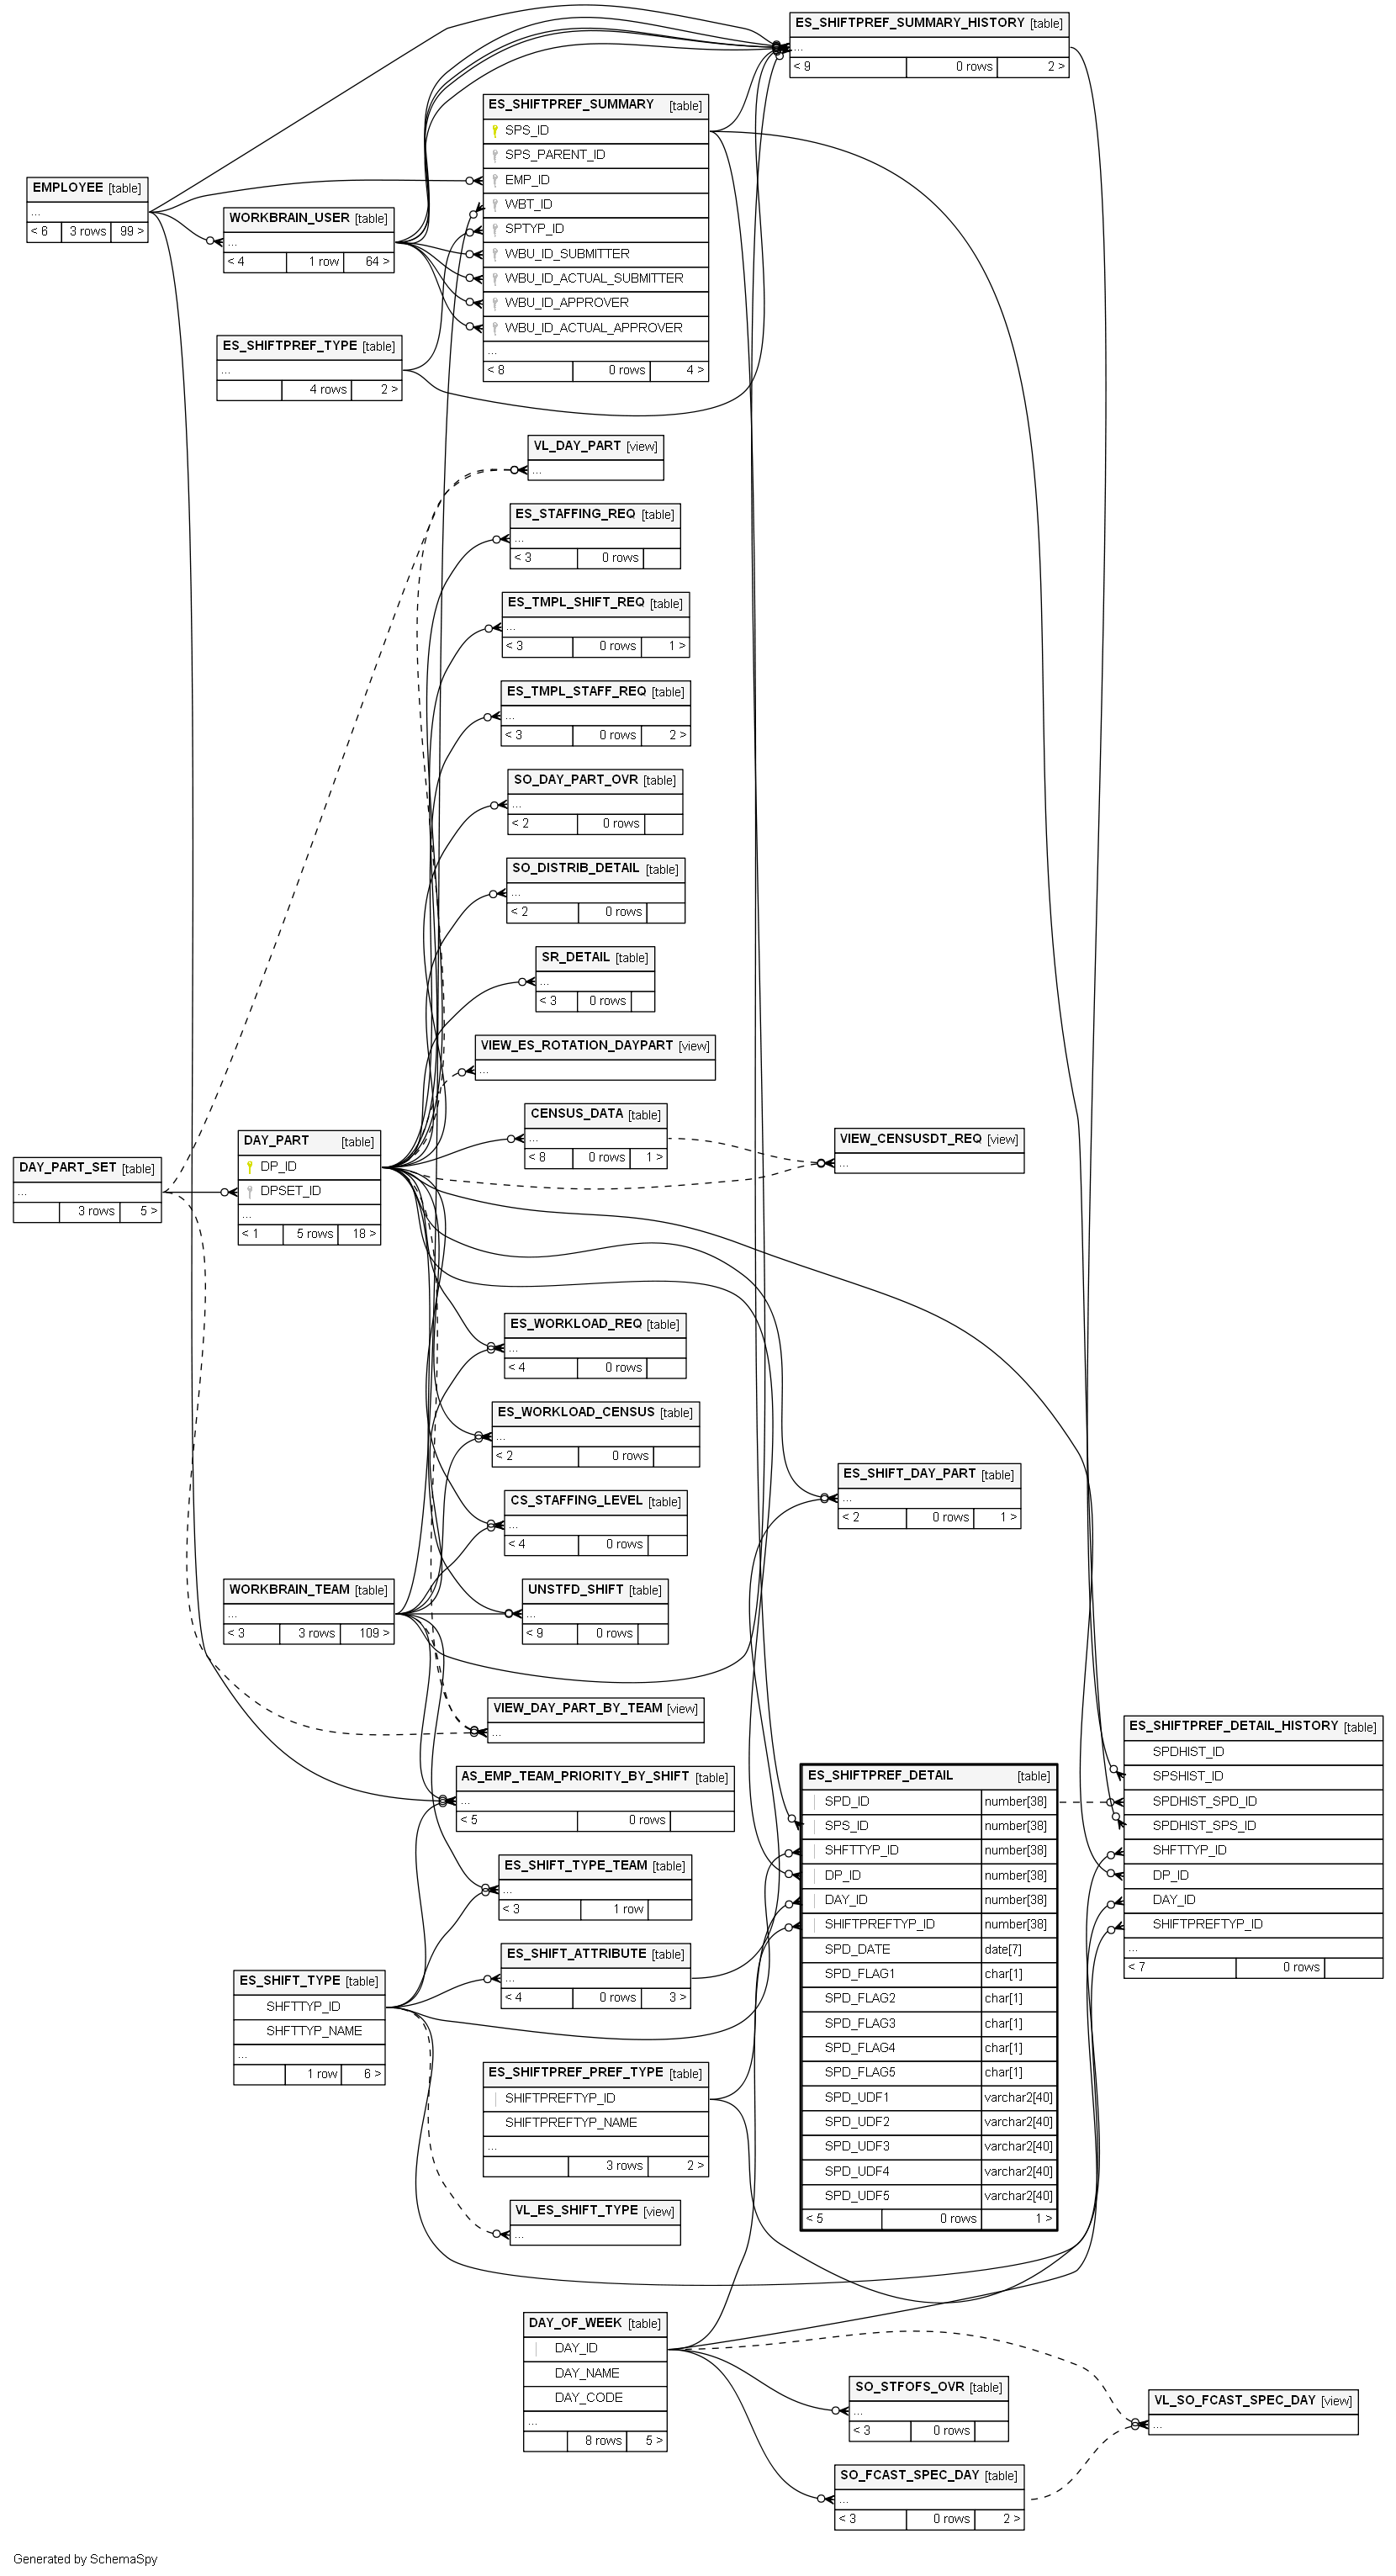 ES_SHIFTPREF_SUMMARY_HISTORY [table]
...
< 9 0 rows 2 >
ES_SHIFTPREF_SUMMARY [table]
SPS_ID
SPS_PARENT_ID
EMP_ID
WBT_ID
SPTYP_ID
WBU_ID_SUBMITTER
WBU_ID_ACTUAL_SUBMITTER
WBU_ID_APPROVER
WBU_ID_ACTUAL_APPROVER
...
< 8 0 rows 4 >
EMPLOYEE [table]
...
< 6 3 rows 99 >
WORKBRAIN_USER [table]
...
< 4 1 row 64 >
ES_SHIFTPREF_TYPE [table]
...
4 rows 2 >
VL_DAY_PART [view]
...
ES_STAFFING_REQ [table]
...
< 3 0 rows
ES_TMPL_SHIFT_REQ [table]
...
< 3 0 rows 1 >
ES_TMPL_STAFF_REQ [table]
...
< 3 0 rows 2 >
SO_DAY_PART_OVR [table]
...
< 2 0 rows
SO_DISTRIB_DETAIL [table]
...
< 2 0 rows
SR_DETAIL [table]
...
< 3 0 rows
VIEW_ES_ROTATION_DAYPART [view]
...
CENSUS_DATA [table]
...
< 8 0 rows 1 >
VIEW_CENSUSDT_REQ [view]
...
DAY_PART [table]
DP_ID
DPSET_ID
...
< 1 5 rows 18 >
DAY_PART_SET [table]
...
3 rows 5 >
ES_WORKLOAD_REQ [table]
...
< 4 0 rows
ES_WORKLOAD_CENSUS [table]
...
< 2 0 rows
ES_SHIFT_DAY_PART [table]
...
< 2 0 rows 1 >
CS_STAFFING_LEVEL [table]
...
< 4 0 rows
WORKBRAIN_TEAM [table]
...
< 3 3 rows 109 >
UNSTFD_SHIFT [table]
...
< 9 0 rows
VIEW_DAY_PART_BY_TEAM [view]
...
ES_SHIFTPREF_DETAIL_HISTORY [table]
SPDHIST_ID
SPSHIST_ID
SPDHIST_SPD_ID
SPDHIST_SPS_ID
SHFTTYP_ID
DP_ID
DAY_ID
SHIFTPREFTYP_ID
...
< 7 0 rows
AS_EMP_TEAM_PRIORITY_BY_SHIFT [table]
...
< 5 0 rows
ES_SHIFTPREF_DETAIL [table]
SPD_ID number[38]
SPS_ID number[38]
SHFTTYP_ID number[38]
DP_ID number[38]
DAY_ID number[38]
SHIFTPREFTYP_ID number[38]
SPD_DATE date[7]
SPD_FLAG1 char[1]
SPD_FLAG2 char[1]
SPD_FLAG3 char[1]
SPD_FLAG4 char[1]
SPD_FLAG5 char[1]
SPD_UDF1 varchar2[40]
SPD_UDF2 varchar2[40]
SPD_UDF3 varchar2[40]
SPD_UDF4 varchar2[40]
SPD_UDF5 varchar2[40]
< 5 0 rows 1 >
ES_SHIFT_TYPE_TEAM [table]
...
< 3 1 row
ES_SHIFT_ATTRIBUTE [table]
...
< 4 0 rows 3 >
ES_SHIFT_TYPE [table]
SHFTTYP_ID
SHFTTYP_NAME
...
1 row 6 >
ES_SHIFTPREF_PREF_TYPE [table]
SHIFTPREFTYP_ID
SHIFTPREFTYP_NAME
...
3 rows 2 >
VL_ES_SHIFT_TYPE [view]
...
DAY_OF_WEEK [table]
DAY_ID
DAY_NAME
DAY_CODE
...
8 rows 5 >
SO_STFOFS_OVR [table]
...
< 3 0 rows
VL_SO_FCAST_SPEC_DAY [view]
...
SO_FCAST_SPEC_DAY [table]
...
< 3 0 rows 2 >
Generated by SchemaSpy